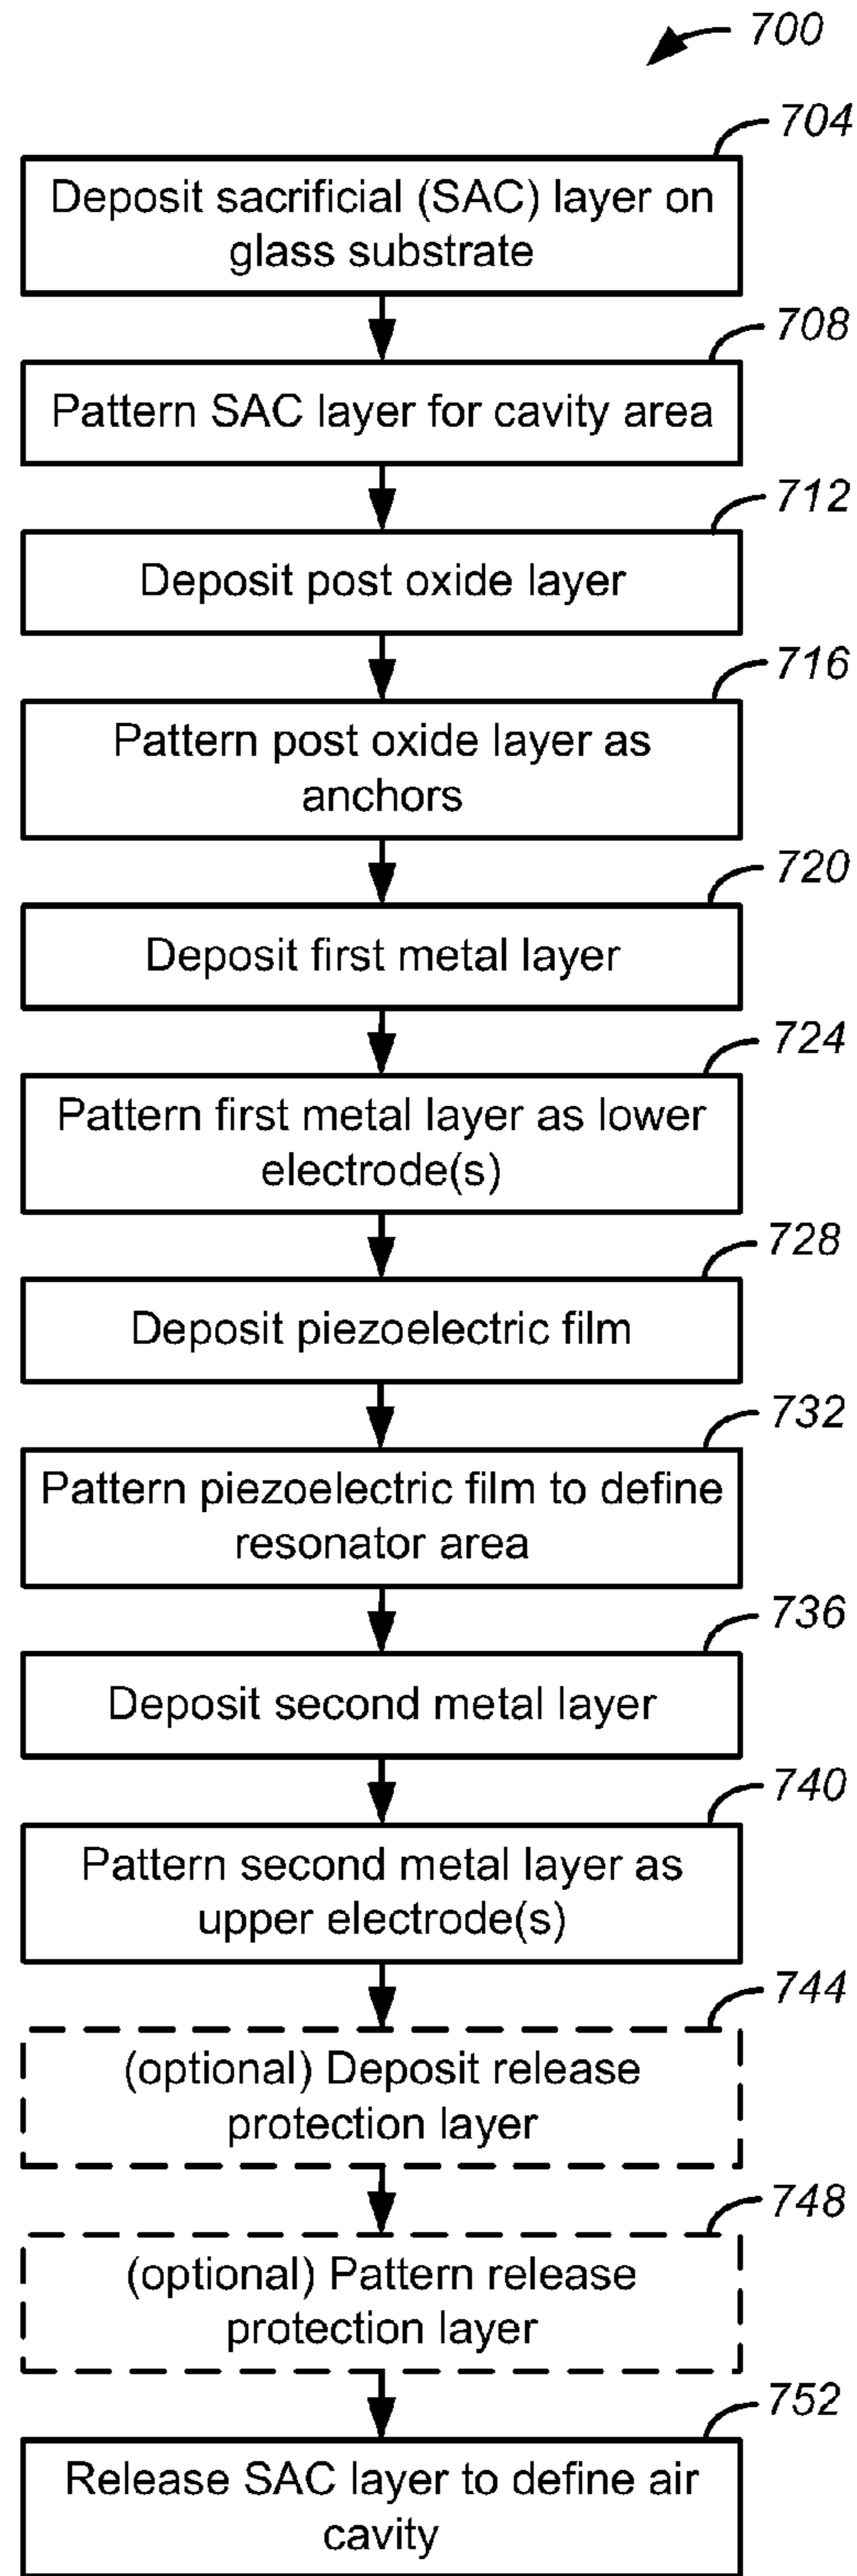 700
704
Deposit sacrificial (SAC) layer on
glass substrate
708
Pattern SAC layer for cavity area
712
Deposit post oxide layer
716
Pattern post oxide layer as
anchors
720
Deposit first metal layer
724
Pattern first metal layer as lower
electrode(s)
728
Deposit piezoelectric film
732
Pattern piezoelectric film to define
resonator area
736
Deposit second metal layer
740
Pattern second metal layer as
upper electrode(s)
744
(optional) Deposit release
protection layer
748
(optional) Pattern release
protection layer
752
Release SAC layer to define air
cavity